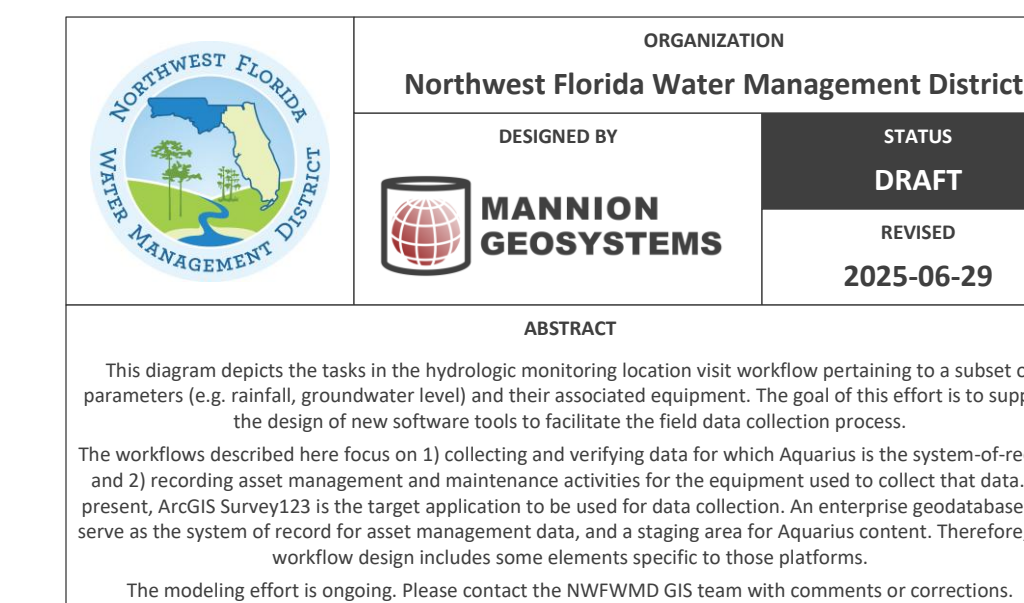 NORTHWEST FLORIDA
WATER MANAGEMENT DISTRICT
ORGANIZATION
Northwest Florida Water Management District
DESIGNED BY
MANNION
GEOSYSTEMS
STATUS
DRAFT
REVISED
2025-06-29
ABSTRACT
This diagram depicts the tasks in the hydrologic monitoring location visit workflow pertaining to a subset
parameters (e.g. rainfall, groundwater level) and their associated equipment. The goal of this effort is to
the design of new software tools to facilitate the field data collection process.
The workflows described here focus on 1) collecting and verifying data for which Aquarius is the
and 2) recording asset management and maintenance activities for the equipment used to collect that data.
present, ArcGIS Survey123 is the target application to be used for data collection. An enterprise geodatabase
serve as the system of record for asset management data, and a staging area for Aquarius content. Therefore,
workflow design includes some elements specific to those platforms.
The modeling effort is ongoing. Please contact the NWFWMD GIS team with comments or corrections.